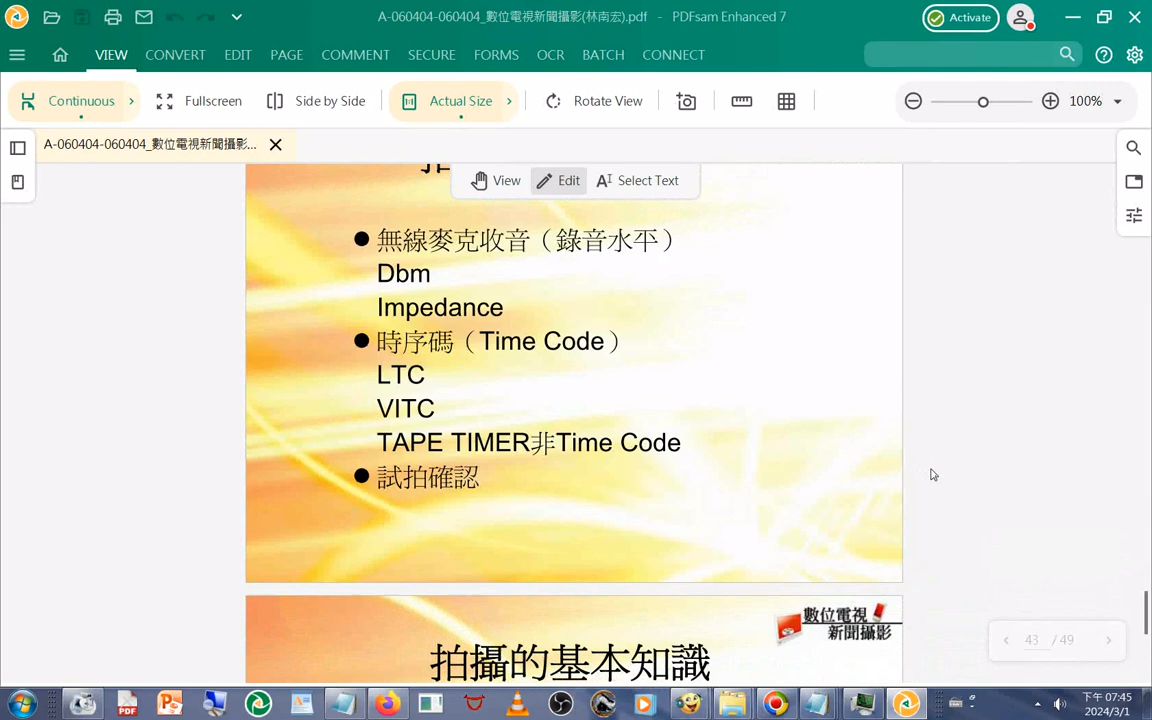 A-060404-060404_數位電視新聞攝影(林南宏).pdf - PDFsam Enhanced 7
Activate
VIEW CONVERT EDIT PAGE COMMENT SECURE FORMS OCR BATCH CONNECT
Continuous Fullscreen Side by Side Actual Size Rotate View 100%
A-060404-060404_數位電視新聞攝影...
View Edit Select Text
無線麥克收音（錄音水平）
Dbm
Impedance
時序碼（Time Code）
LTC
VITC
TAPE TIMER非Time Code
試拍確認
數位電視
新聞攝影
拍攝的基本知識
43 / 49
下午 07:45
2024/3/1